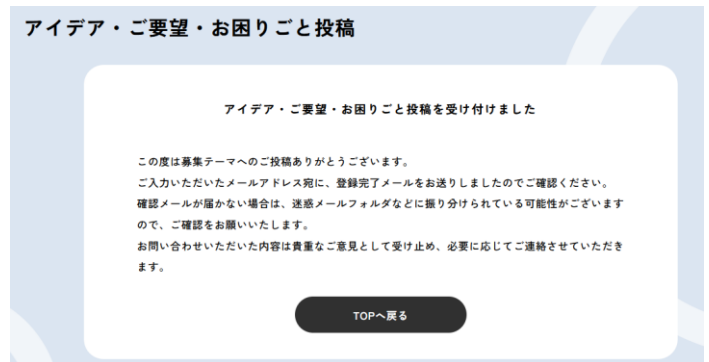 アイデア・ご要望・お困りごと投稿
アイデア・ご要望・お困りごと投稿を受け付けました
この度は募集テーマへのご投稿ありがとうございます。
ご入力いただいたメールアドレス宛に、登録完了メールをお送りしましたのでご確認ください。
確認メールが届かない場合は、迷惑メールフォルダなどに振り分けられている可能性がございます
ので、ご確認をお願いいたします。
お問い合わせいただいた内容は貴重なご意見として受け止め、必要に応じてご連絡させていただき
ます。
TOPへ戻る